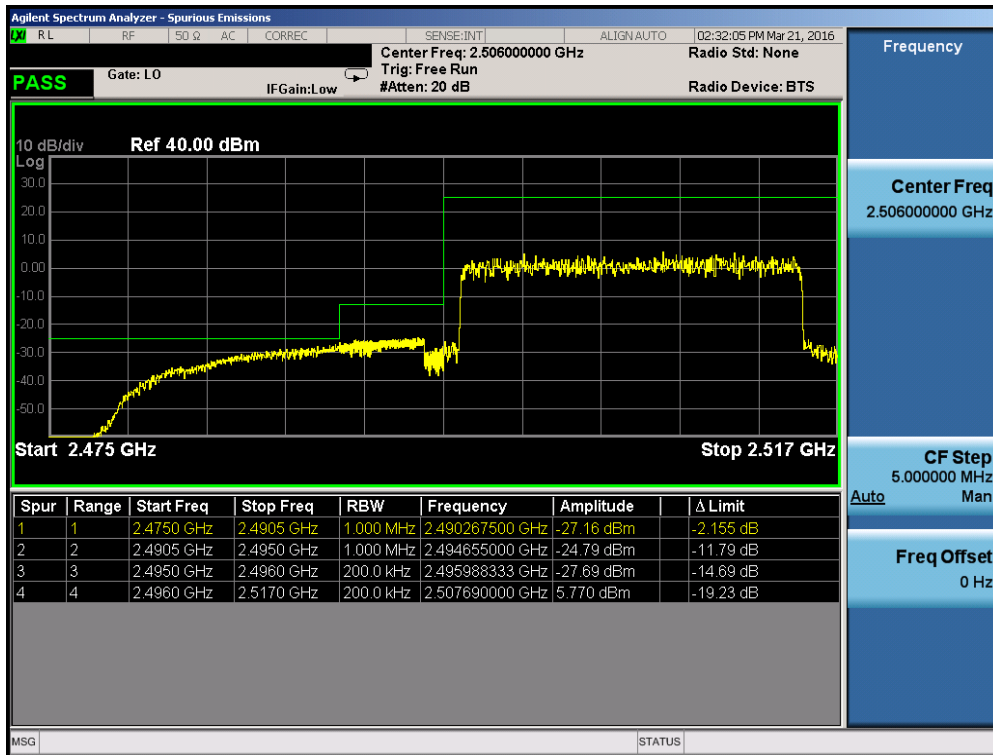 Agilent Spectrum Analyzer - Spurious Emissions
LXI RL RF 50 Ω AC CORREC SENSE:INT ALIGN AUTO 02:32:05 PM Mar 21, 2016
Frequency
Center Freq: 2.506000000 GHz Radio Std: None
PASS Gate: LO Trig: Free Run
IFGain:Low #Atten: 20 dB Radio Device: BTS
10 dB/div Ref 40.00 dBm
Log
30.0
20.0
10.0
0.00
-10.0
-20.0
-30.0
-40.0
-50.0
Start 2.475 GHz Stop 2.517 GHz
Spur Range Start Freq Stop Freq RBW Frequency Amplitude Δ Limit
1 1 2.4750 GHz 2.4905 GHz 1.000 MHz 2.490267500 GHz -27.16 dBm -2.155 dB
2 2 2.4905 GHz 2.4950 GHz 1.000 MHz 2.494655000 GHz -24.79 dBm -11.79 dB
3 3 2.4950 GHz 2.4960 GHz 200.0 kHz 2.495988333 GHz -27.69 dBm -14.69 dB
4 4 2.4960 GHz 2.5170 GHz 200.0 kHz 2.507690000 GHz 5.770 dBm -19.23 dB
Center Freq
2.506000000 GHz
CF Step
5.000000 MHz
Auto Man
Freq Offset
0 Hz
MSG STATUS